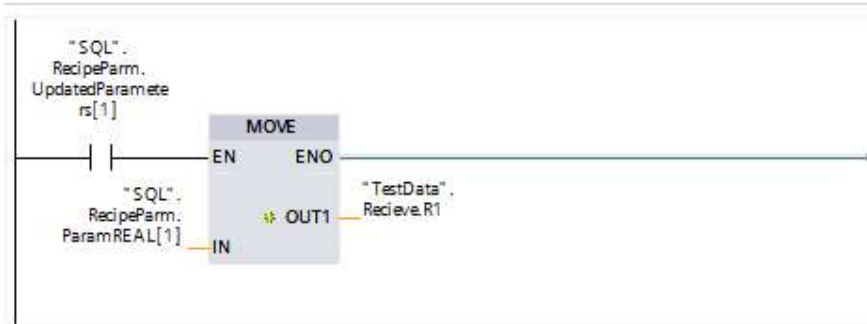 "SQL".
RecipeParm.
UpdatedParamete
rs[1]
MOVE
EN
ENO
"SQL".
RecipeParm.
ParamREAL[1]
IN
OUT1
"TestData".
Recieve.R1